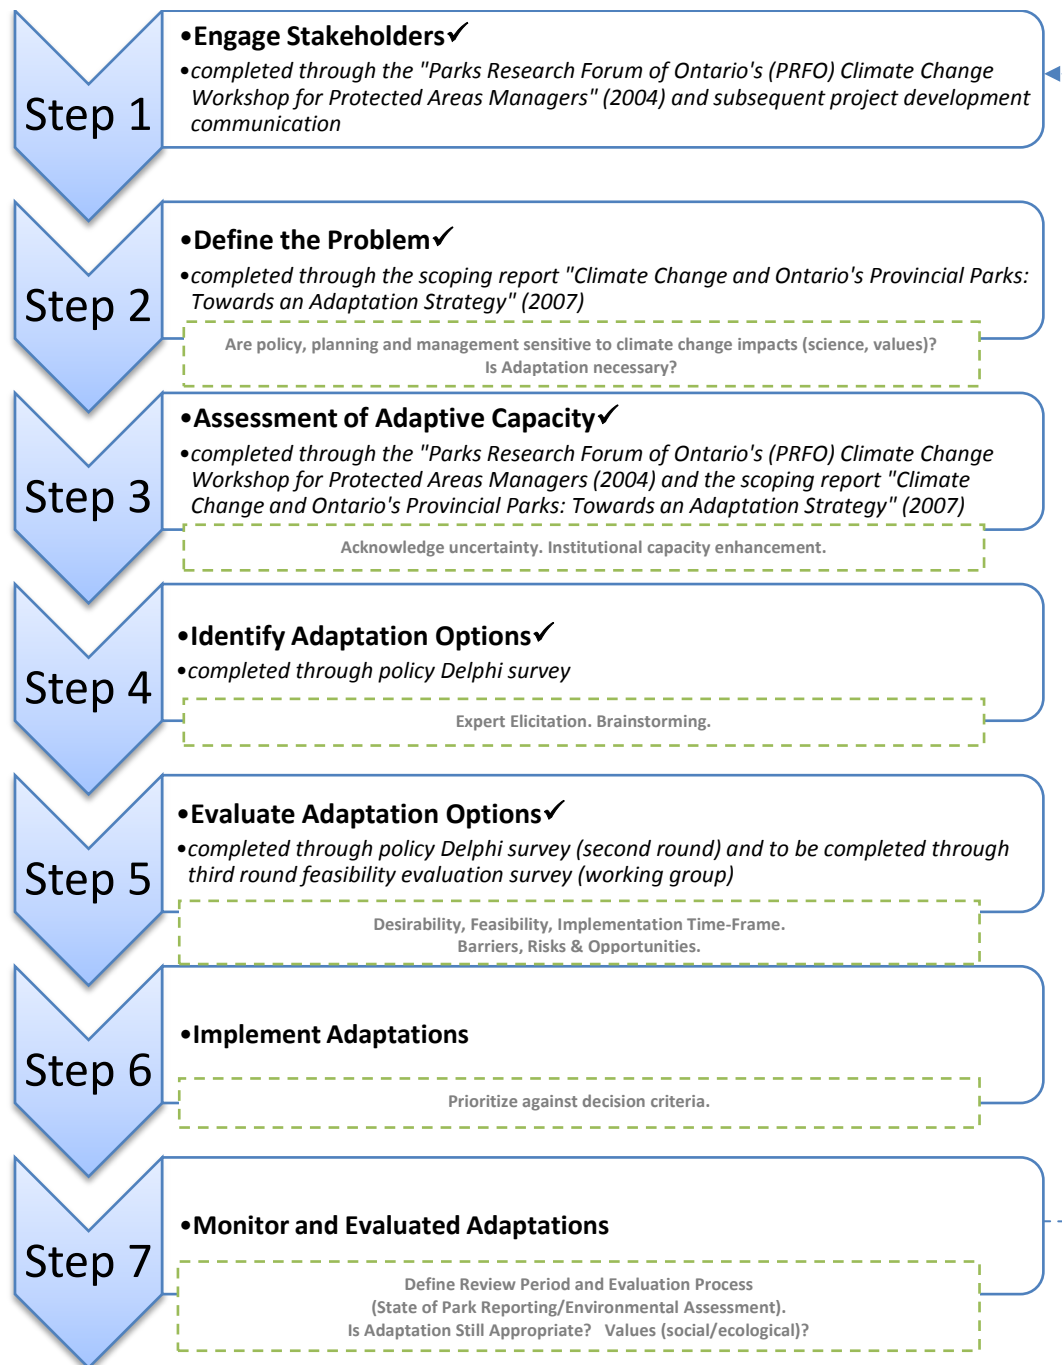 Step 1
•Engage Stakeholders✓
•completed through the "Parks Research Forum of Ontario's (PRFO) Climate Change
Workshop for Protected Areas Managers" (2004) and subsequent project development
communication
Step 2
•Define the Problem✓
•completed through the scoping report "Climate Change and Ontario's Provincial Parks:
Towards an Adaptation Strategy" (2007)
Are policy, planning and management sensitive to climate change impacts (science, values)?
Is Adaptation necessary?
Step 3
•Assessment of Adaptive Capacity✓
•completed through the "Parks Research Forum of Ontario's (PRFO) Climate Change
Workshop for Protected Areas Managers (2004) and the scoping report "Climate
Change and Ontario's Provincial Parks: Towards an Adaptation Strategy" (2007)
Acknowledge uncertainty. Institutional capacity enhancement.
Step 4
•Identify Adaptation Options✓
•completed through policy Delphi survey
Expert Elicitation. Brainstorming.
Step 5
•Evaluate Adaptation Options✓
•completed through policy Delphi survey (second round) and to be completed through
third round feasibility evaluation survey (working group)
Desirability, Feasibility, Implementation Time-Frame.
Barriers, Risks & Opportunities.
Step 6
•Implement Adaptations
Prioritize against decision criteria.
Step 7
•Monitor and Evaluated Adaptations
Define Review Period and Evaluation Process
(State of Park Reporting/Environmental Assessment).
Is Adaptation Still Appropriate? Values (social/ecological)?